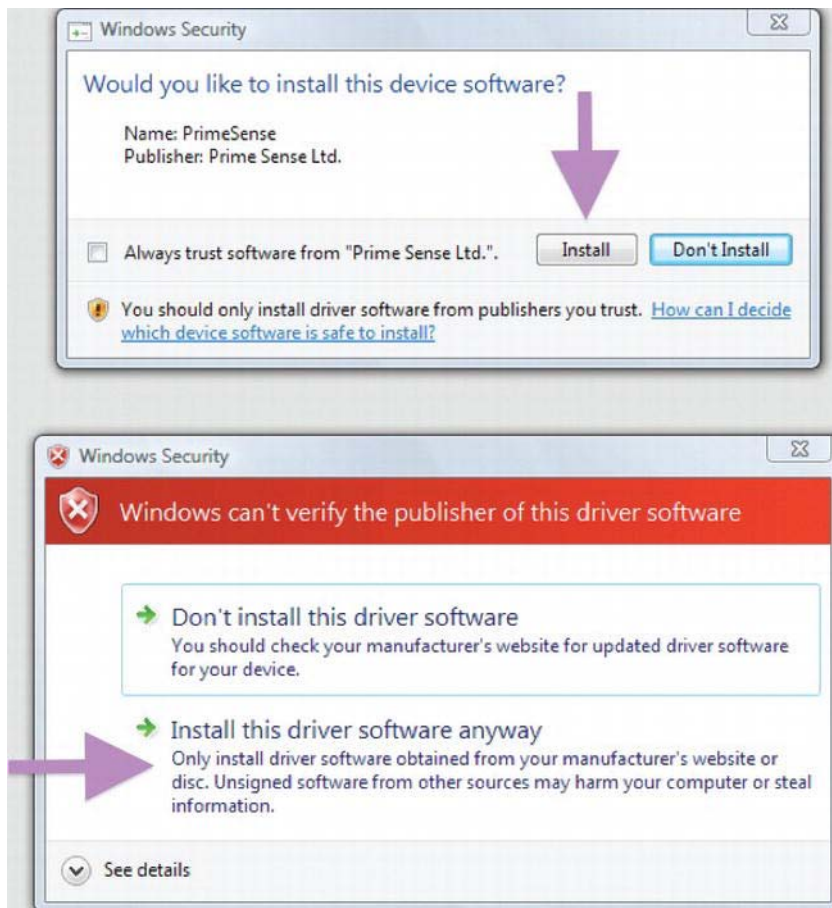 Windows Security
Would you like to install this device software?
Name: PrimeSense
Publisher: Prime Sense Ltd.
Always trust software from "Prime Sense Ltd.".
Install
Don't Install
You should only install driver software from publishers you trust. How can I decide
which device software is safe to install?
Windows Security
Windows can't verify the publisher of this driver software
Don't install this driver software
You should check your manufacturer's website for updated driver software
for your device.
Install this driver software anyway
Only install driver software obtained from your manufacturer's website or
disc. Unsigned software from other sources may harm your computer or steal
information.
See details